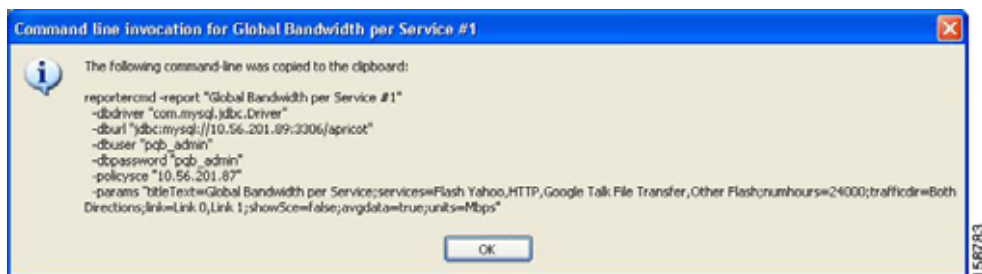 Command line invocation for Global Bandwidth per Service #1
The following command-line was copied to the clipboard:
reportercmd -report "Global Bandwidth per Service #1"
-dbdriver "com.mysql.jdbc.Driver"
-dburl "jdbc:mysql://10.56.201.89:3306/apricot"
-dbuser "pqb_admin"
-dbpassword "pqb_admin"
-policysce "10.56.201.87"
-params "titleText=Global Bandwidth per Service;services=Flash Yahoo,HTTP,Google Talk File Transfer,Other Flash;numhours=24000;trafficdir=Both
Directions;link=Link 0,Link 1;showSce=false;avgdata=true;units=Mbps"
OK
158783